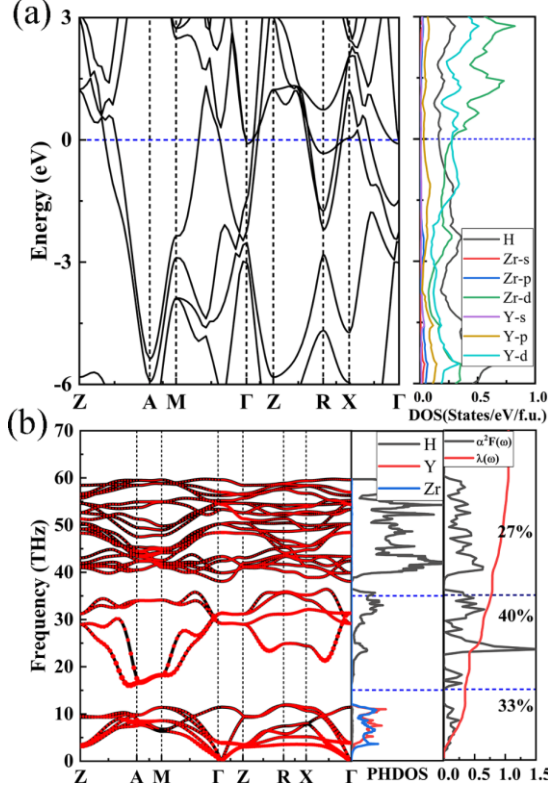 (a)
3
0
-3
-6
Energy (eV)
Z A M Γ Z R X Γ
H
Zr-s
Zr-p
Zr-d
Y-s
Y-p
Y-d
0.0 0.5 1.0
DOS(States/eV/f.u.)
(b)
70
60
50
40
30
20
10
0
Frequency (THz)
Z A M Γ Z R X Γ
H
Y
Zr
PHDOS
α²F(ω)
λ(ω)
27%
40%
33%
0.0 0.5 1.0 1.5